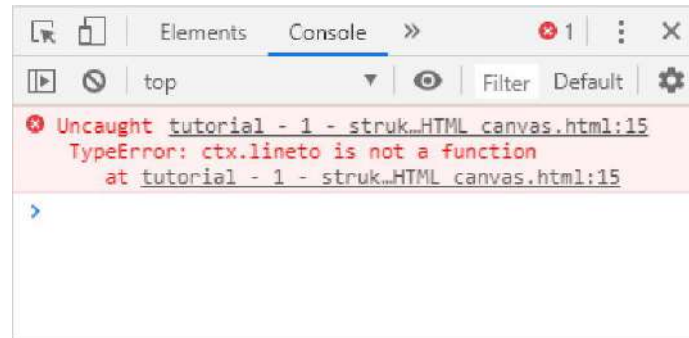 Elements Console » 1
top Filter Default
Uncaught tutorial - 1 - struk…HTML canvas.html:15
TypeError: ctx.lineto is not a function
at tutorial - 1 - struk…HTML canvas.html:15
>